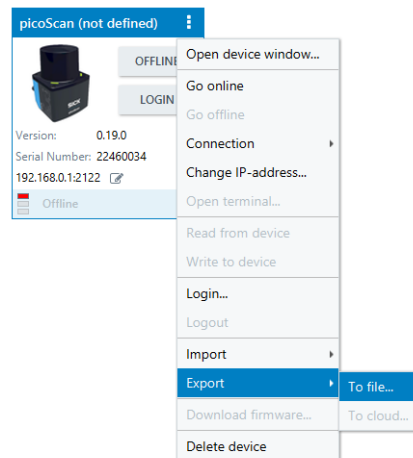 picoScan (not defined)
OFFLINE
LOGIN
SICK
Version: 0.19.0
Serial Number: 22460034
192.168.0.1:2122
Offline
Open device window...
Go online
Go offline
Connection
Change IP-address...
Open terminal...
Read from device
Write to device
Login...
Logout
Import
Export
Download firmware...
Delete device
To file...
To cloud...